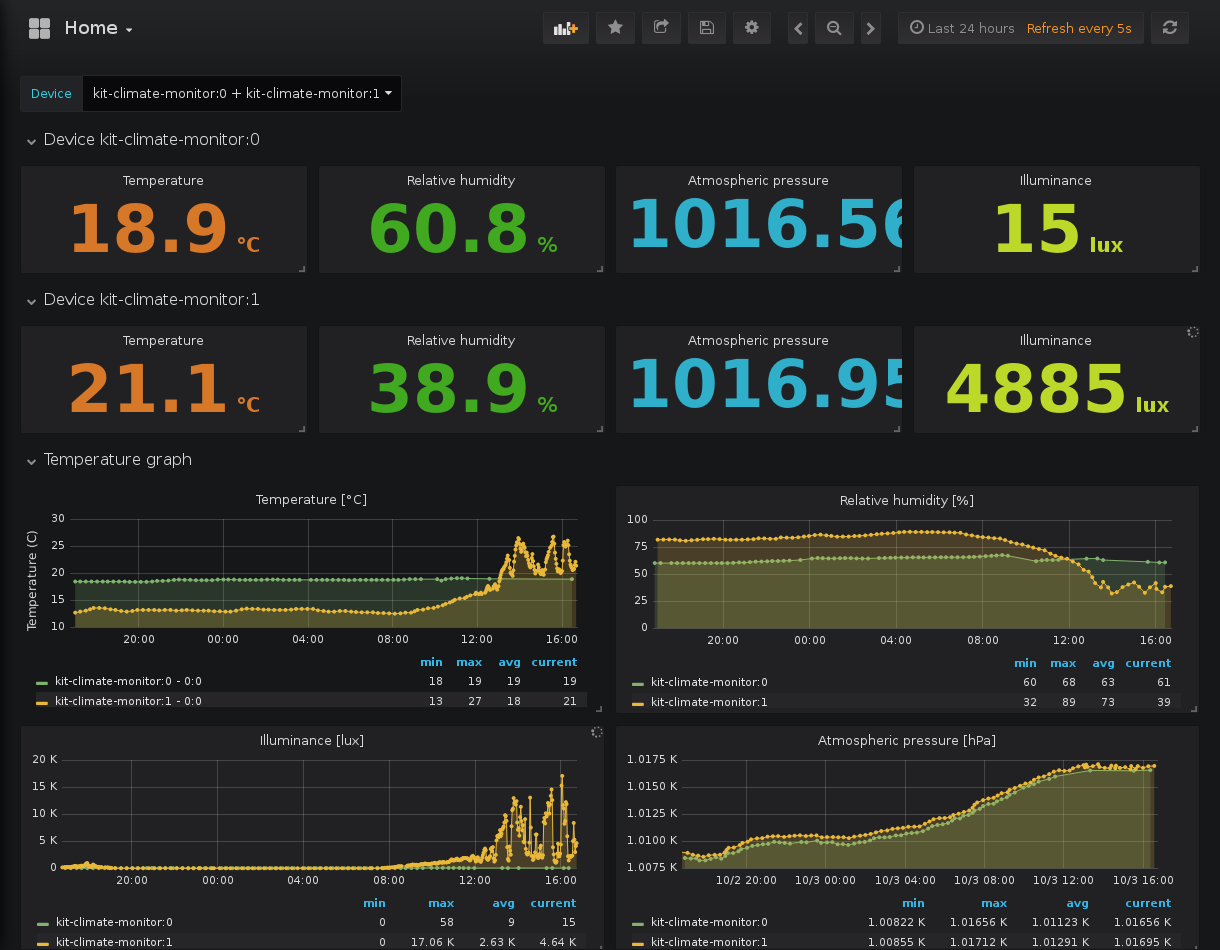 Home
Last 24 hours Refresh every 5s
Device kit-climate-monitor:0 + kit-climate-monitor:1
Device kit-climate-monitor:0
Temperature Relative humidity Atmospheric pressure Illuminance
18.9 °C 60.8 % 1016.56 15 lux
Device kit-climate-monitor:1
Temperature Relative humidity Atmospheric pressure Illuminance
21.1 °C 38.9 % 1016.95 4885 lux
Temperature graph
Temperature [°C]
Temperature (C)
30
25
20
15
10
20:00 00:00 04:00 08:00 12:00 16:00
min max avg current
kit-climate-monitor:0 - 0:0 18 19 19 19
kit-climate-monitor:1 - 0:0 13 27 18 21
Relative humidity [%]
100
75
50
25
0
20:00 00:00 04:00 08:00 12:00 16:00
min max avg current
kit-climate-monitor:0 60 68 63 61
kit-climate-monitor:1 32 89 73 39
Illuminance [lux]
20 K
15 K
10 K
5 K
0
20:00 00:00 04:00 08:00 12:00 16:00
min max avg current
kit-climate-monitor:0 0 58 9 15
kit-climate-monitor:1 0 17.06 K 2.63 K 4.64 K
Atmospheric pressure [hPa]
1.0175 K
1.0150 K
1.0125 K
1.0100 K
1.0075 K
10/2 20:00 10/3 00:00 10/3 04:00 10/3 08:00 10/3 12:00 10/3 16:00
min max avg current
kit-climate-monitor:0 1.00822 K 1.01656 K 1.01123 K 1.01656 K
kit-climate-monitor:1 1.00855 K 1.01712 K 1.01291 K 1.01695 K